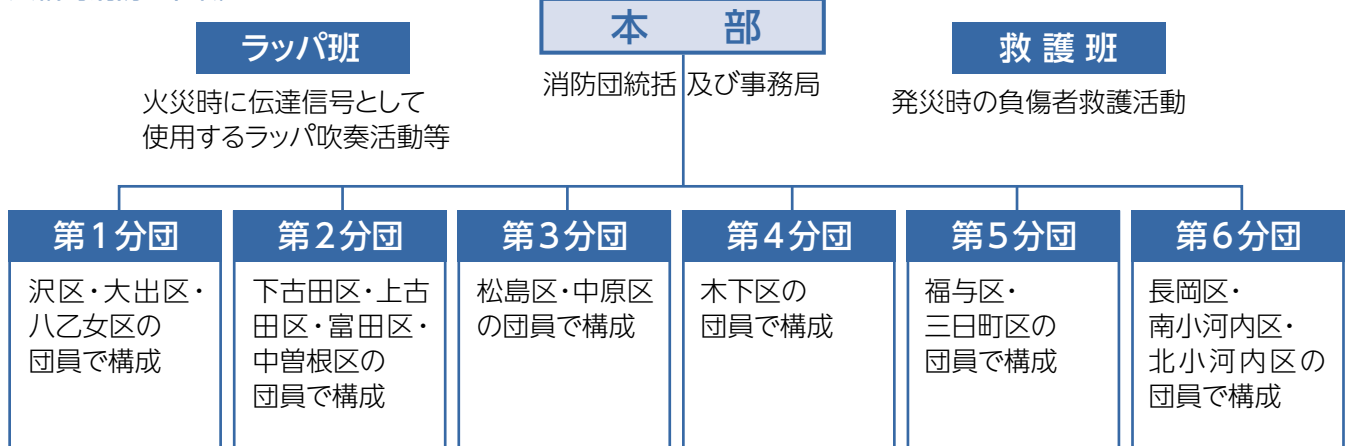 本部
ラッパ班
救護班
消防団統括及び事務局
火災時に伝達信号として
使用するラッパ吹奏活動等
発災時の負傷者救護活動
第1分団
沢区・大出区・
八乙女区の
団員で構成
第2分団
下古田区・上古
田区・富田区・
中曽根区の
団員で構成
第3分団
松島区・中原区
の団員で構成
第4分団
木下区の
団員で構成
第5分団
福与区・
三日町区の
団員で構成
第6分団
長岡区・
南小河内区・
北小河内区の
団員で構成